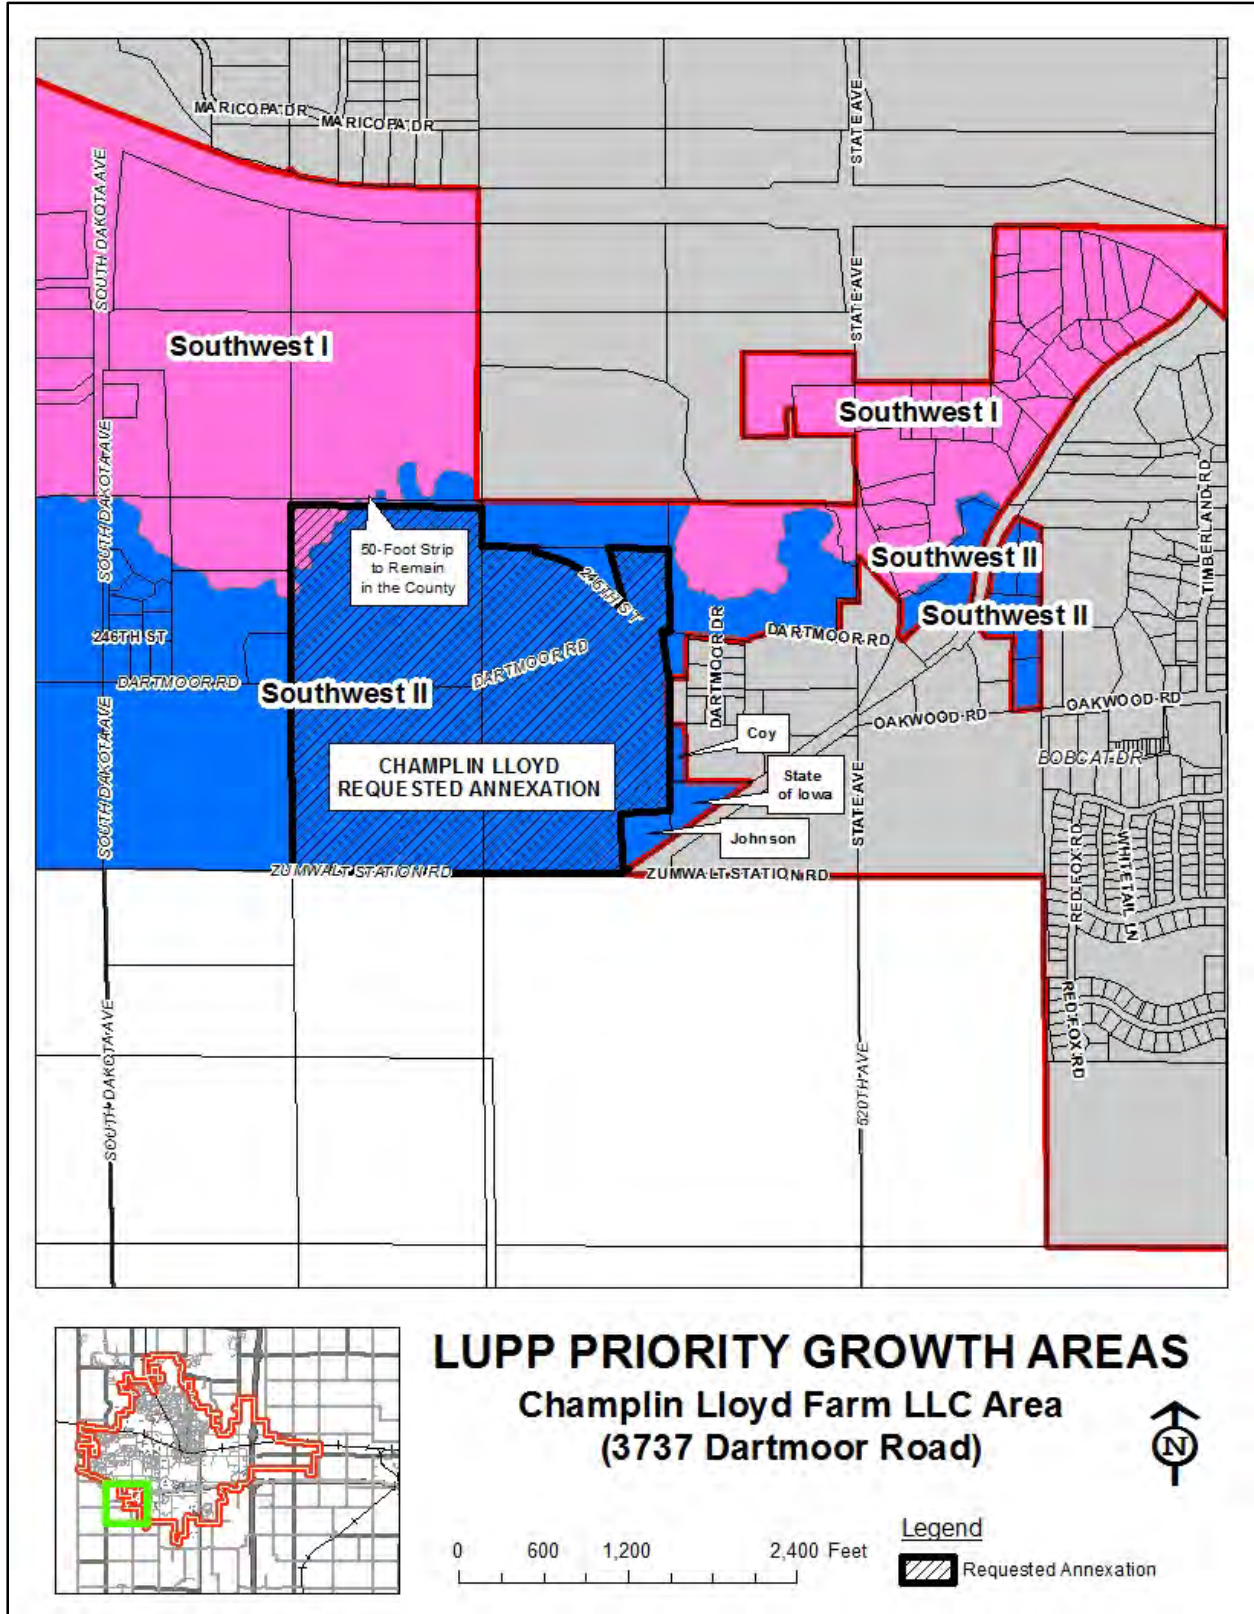 MARICOPA DR
MARICOPA DR
STATE AVE
SOUTH DAKOTA AVE
STATE AVE
Southwest I
Southwest I
SOUTH DAKOTA AVE
TIMBERLAND RD
50-Foot Strip
to Remain
in the County
SOUTH DAKOTA AVE
246TH ST
Southwest II
Southwest II
246TH ST
DARTMOOR RD
DARTMOOR DR
DARTMOOR RD
DARTMOOR RD
Southwest II
OAKWOOD RD
OAKWOOD RD
Coy
BOBCAT DR
CHAMPLIN LLOYD
REQUESTED ANNEXATION
State
of Iowa
SOUTH DAKOTA AVE
STATE AVE
Johnson
ZUMWALT STATION RD
ZUMWALT STATION RD
RED FOX RD
WHITETAIL LN
RED FOX RD
SOUTH DAKOTA AVE
520TH AVE
LUPP PRIORITY GROWTH AREAS
Champlin Lloyd Farm LLC Area
(3737 Dartmoor Road)
N
Legend
0 600 1,200 2,400 Feet
Requested Annexation